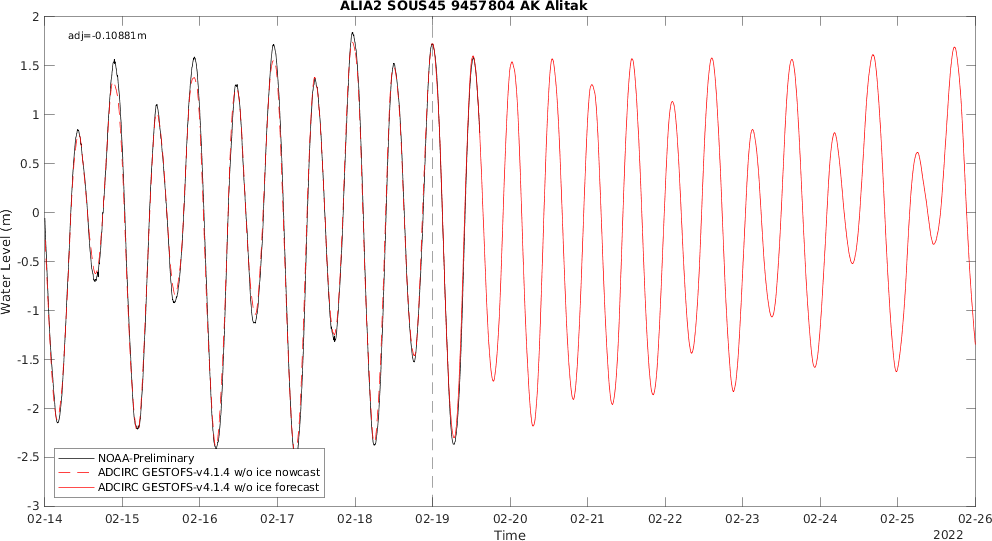 ALIA2 SOUS45 9457804 AK Alitak
adj=-0.10881m
Water Level (m)
2
1.5
1
0.5
0
-0.5
-1
-1.5
-2
-2.5
-3
NOAA-Preliminary
ADCIRC GESTOFS-v4.1.4 w/o ice nowcast
ADCIRC GESTOFS-v4.1.4 w/o ice forecast
02-14 02-15 02-16 02-17 02-18 02-19 02-20 02-21 02-22 02-23 02-24 02-25 02-26
Time
2022